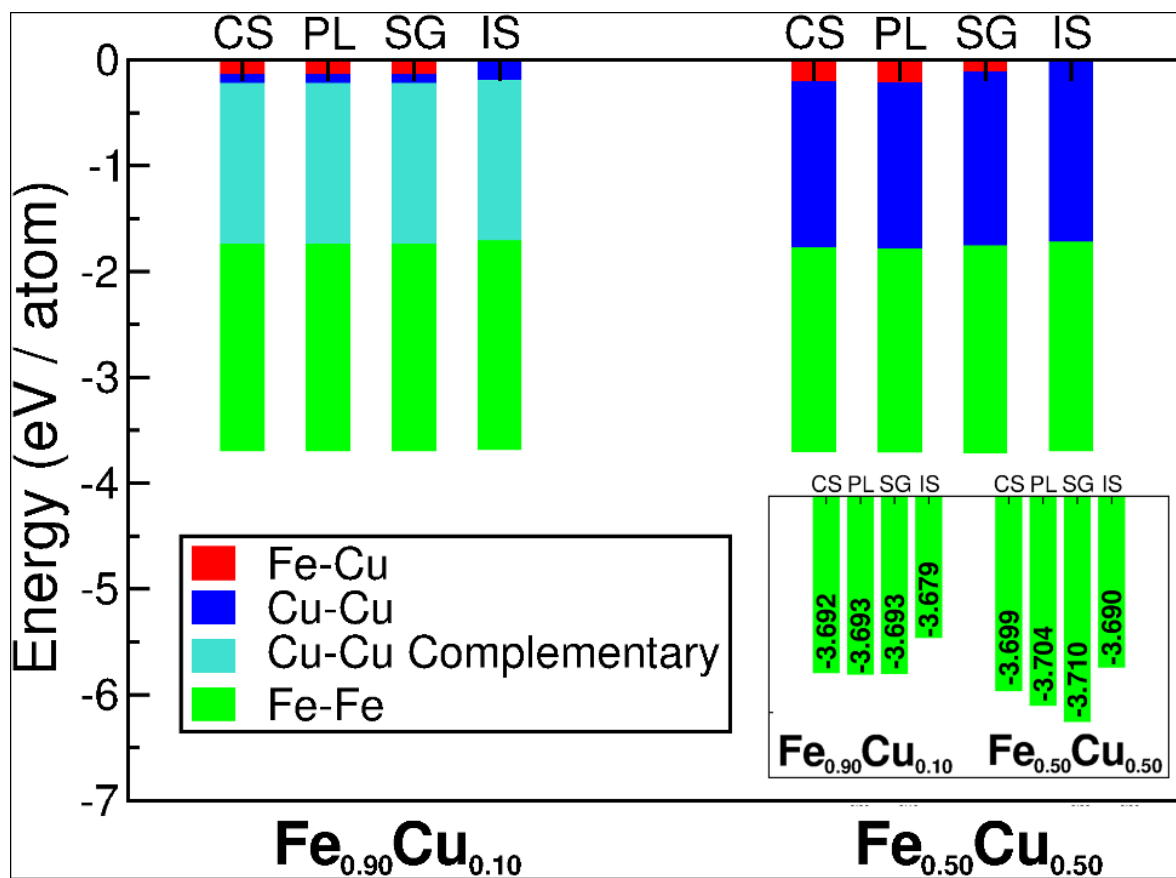 CS PL SG IS CS PL SG IS
Energy (eV / atom)
0
-1
-2
-3
-4
-5
-6
-7
Fe-Cu
Cu-Cu
Cu-Cu Complementary
Fe-Fe
CS PL SG IS CS PL SG IS
-3.692 -3.693 -3.693 -3.679 -3.699 -3.704 -3.710 -3.690
Fe0.90Cu0.10 Fe0.50Cu0.50
Fe0.90Cu0.10 Fe0.50Cu0.50